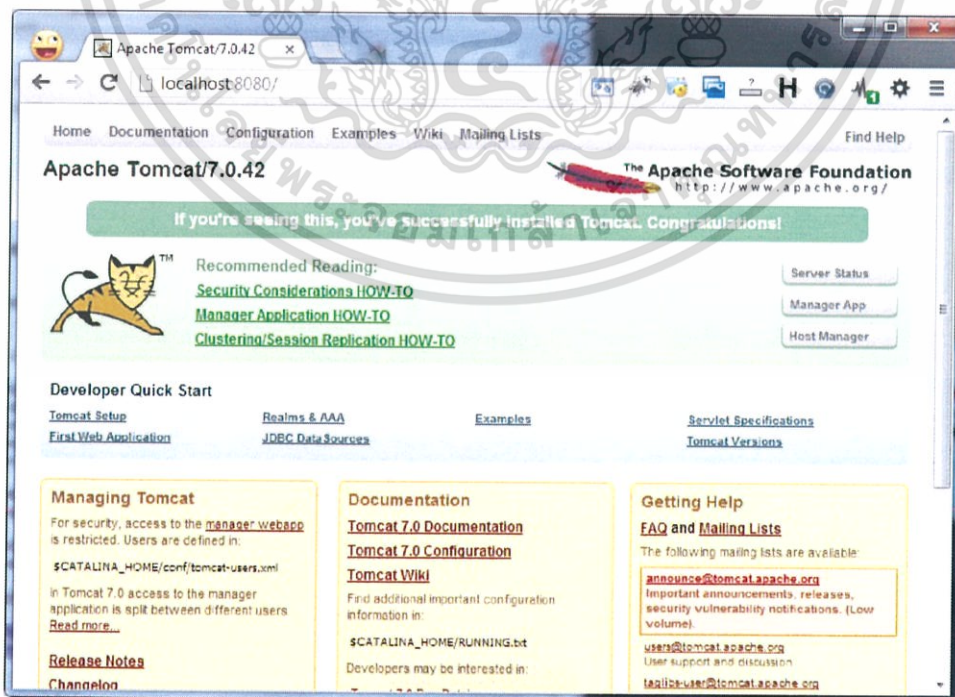 Apache Tomcat/7.0.42
localhost:8080/
Home Documentation Configuration Examples Wiki Mailing Lists Find Help
Apache Tomcat/7.0.42
The Apache Software Foundation
http://www.apache.org/
If you're seeing this, you've successfully installed Tomcat. Congratulations!
TM
Recommended Reading:
Security Considerations HOW-TO
Manager Application HOW-TO
Clustering/Session Replication HOW-TO
Server Status
Manager App
Host Manager
Developer Quick Start
Tomcat Setup
First Web Application
Realms & AAA
JDBC DataSources
Examples
Servlet Specifications
Tomcat Versions
Managing Tomcat
For security, access to the manager webapp
is restricted. Users are defined in:
$CATALINA_HOME/conf/tomcat-users.xml
In Tomcat 7.0 access to the manager
application is split between different users
Read more...
Release Notes
Changelog
Documentation
Tomcat 7.0 Documentation
Tomcat 7.0 Configuration
Tomcat Wiki
Find additional important configuration
information in:
$CATALINA_HOME/RUNNING.txt
Developers may be interested in:
Getting Help
FAQ and Mailing Lists
The following mailing lists are available:
announce@tomcat.apache.org
Important announcements, releases,
security vulnerability notifications. (Low
volume).
users@tomcat.apache.org
User support and discussion
taglibs-user@tomcat.apache.org